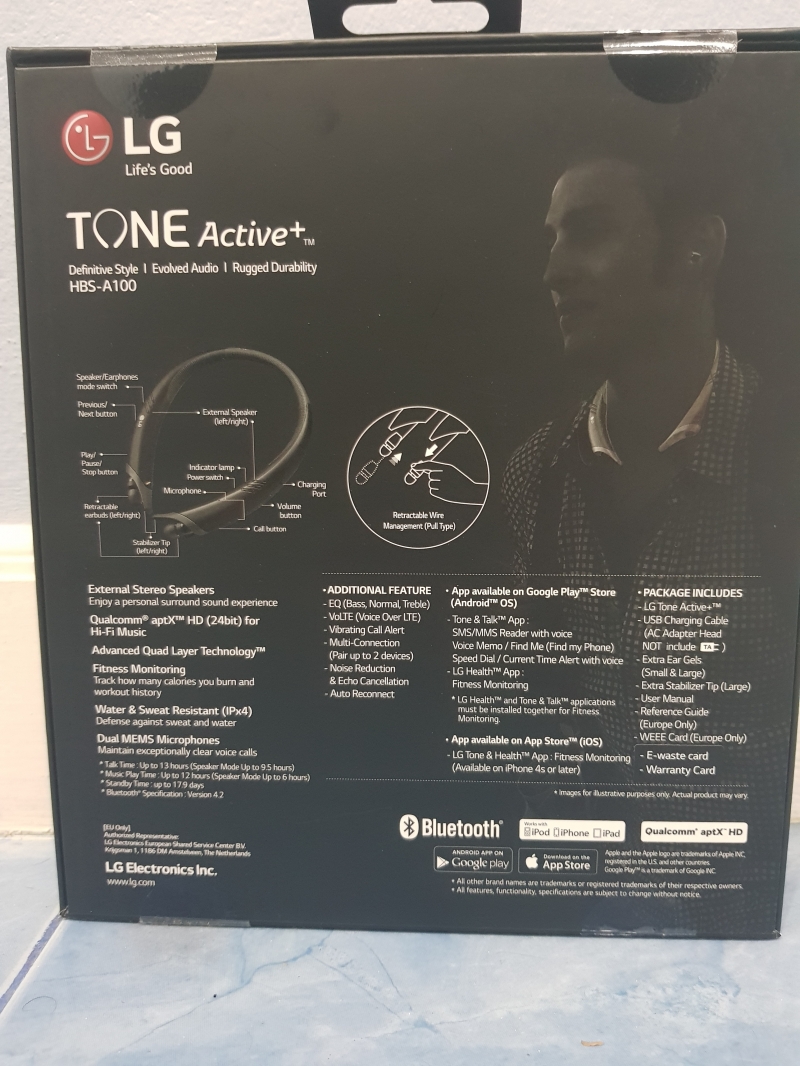 LG
Life's Good
TONE Active+™
Definitive Style | Evolved Audio | Rugged Durability
HBS-A100
Speaker/Earphones
mode switch
Previous/
Next button
Play/
Pause/
Stop button
Retractable
earbuds (left/right)
Stabilizer Tip
(left/right)
External Speaker
(left/right)
Indicator lamp
Power switch
Microphone
Charging
Port
Volume
button
Call button
Retractable Wire
Management (Pull Type)
External Stereo Speakers
Enjoy a personal surround sound experience
Qualcomm® aptX™ HD (24bit) for
Hi-Fi Music
Advanced Quad Layer Technology™
Fitness Monitoring
Track how many calories you burn and
workout history
Water & Sweat Resistant (IPx4)
Defense against sweat and water
Dual MEMS Microphones
Maintain exceptionally clear voice calls
* Talk Time : Up to 13 hours (Speaker Mode Up to 9.5 hours)
* Music Play Time : Up to 12 hours (Speaker Mode Up to 6 hours)
* Standby Time : up to 17.9 days
* Bluetooth® Specification : Version 4.2
• ADDITIONAL FEATURE
- EQ (Bass, Normal, Treble)
- VoLTE (Voice Over LTE)
- Vibrating Call Alert
- Multi-Connection
(Pair up to 2 devices)
- Noise Reduction
& Echo Cancellation
- Auto Reconnect
• App available on Google Play™ Store
(Android™ OS)
- Tone & Talk™ App :
SMS/MMS Reader with voice
Voice Memo / Find Me (Find my Phone)
Speed Dial / Current Time Alert with voice
- LG Health™ App :
Fitness Monitoring
* LG Health™ and Tone & Talk™ applications
must be installed together for Fitness
Monitoring.
• App available on App Store™ (iOS)
- LG Tone & Health™ App : Fitness Monitoring
(Available on iPhone 4s or later)
• PACKAGE INCLUDES
- LG Tone Active+™
- USB Charging Cable
(AC Adapter Head
NOT include TA )
- Extra Ear Gels
(Small & Large)
- Extra Stabilizer Tip (Large)
- User Manual
- Reference Guide
(Europe Only)
- WEEE Card (Europe Only)
- E-waste card
- Warranty Card
* Images for illustrative purposes only. Actual product may vary.
[EU Only]
Authorized Representative:
LG Electronics European Shared Service Center B.V.
Krijgsman 1, 1186 DM Amstelveen, The Netherlands
LG Electronics Inc.
www.lg.com
Bluetooth®
Works with
iPod iPhone iPad
Qualcomm® aptX™ HD
ANDROID APP ON
Google play
Download on the
App Store
Apple and the Apple logo are trademarks of Apple INC,
registered in the U.S. and other countries.
Google Play™ is a trademark of Google INC.
* All other brand names are trademarks or registered trademarks of their respective owners.
* All features, functionality, specifications are subject to change without notice.